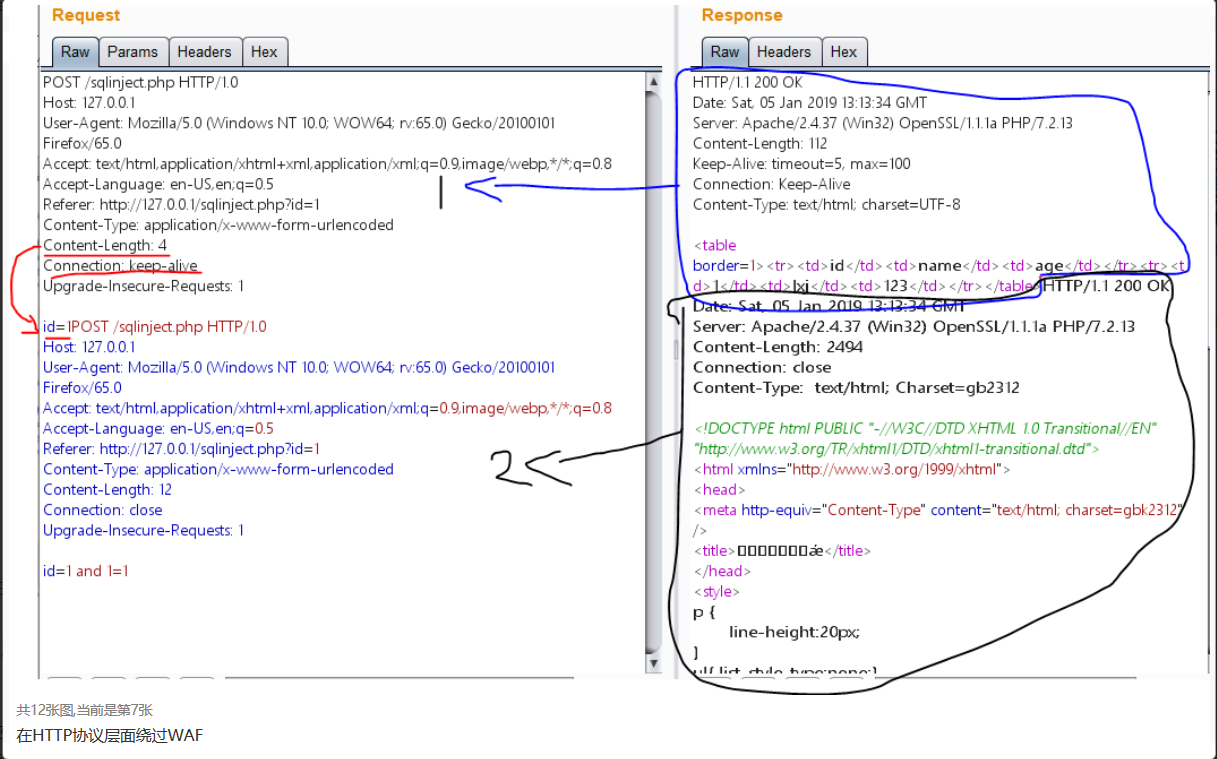 Request
Raw Params Headers Hex
POST /sqlinject.php HTTP/1.0
Host: 127.0.0.1
User-Agent: Mozilla/5.0 (Windows NT 10.0; WOW64; rv:65.0) Gecko/20100101
Firefox/65.0
Accept: text/html,application/xhtml+xml,application/xml;q=0.9,image/webp,*/*;q=0.8
Accept-Language: en-US,en;q=0.5
Referer: http://127.0.0.1/sqlinject.php?id=1
Content-Type: application/x-www-form-urlencoded
Content-Length: 4
Connection: keep-alive
Upgrade-Insecure-Requests: 1
id=1POST /sqlinject.php HTTP/1.0
Host: 127.0.0.1
User-Agent: Mozilla/5.0 (Windows NT 10.0; WOW64; rv:65.0) Gecko/20100101
Firefox/65.0
Accept: text/html,application/xhtml+xml,application/xml;q=0.9,image/webp,*/*;q=0.8
Accept-Language: en-US,en;q=0.5
Referer: http://127.0.0.1/sqlinject.php?id=1
Content-Type: application/x-www-form-urlencoded
Content-Length: 12
Connection: close
Upgrade-Insecure-Requests: 1
id=1 and 1=1
1
2
Response
Raw Headers Hex
HTTP/1.1 200 OK
Date: Sat, 05 Jan 2019 13:13:34 GMT
Server: Apache/2.4.37 (Win32) OpenSSL/1.1.1a PHP/7.2.13
Content-Length: 112
Keep-Alive: timeout=5, max=100
Connection: Keep-Alive
Content-Type: text/html; charset=UTF-8
<table
border=1><tr><td>id</td><td>name</td><td>age</td></tr><tr><t
d>1</td><td>lxj</td><td>123</td></tr></table>HTTP/1.1 200 OK
Date: Sat, 05 Jan 2019 13:13:34 GMT
Server: Apache/2.4.37 (Win32) OpenSSL/1.1.1a PHP/7.2.13
Content-Length: 2494
Connection: close
Content-Type: text/html; Charset=gb2312
<!DOCTYPE html PUBLIC "-//W3C//DTD XHTML 1.0 Transitional//EN"
"http://www.w3.org/TR/xhtml1/DTD/xhtml1-transitional.dtd">
<html xmlns="http://www.w3.org/1999/xhtml">
<head>
<meta http-equiv="Content-Type" content="text/html; charset=gbk2312"
/>
<title>▯▯▯▯▯▯▯ǽ</title>
</head>
<style>
p {
line-height:20px;
}
ul{ list-style-type:none;}
共12张图,当前是第7张
在HTTP协议层面绕过WAF